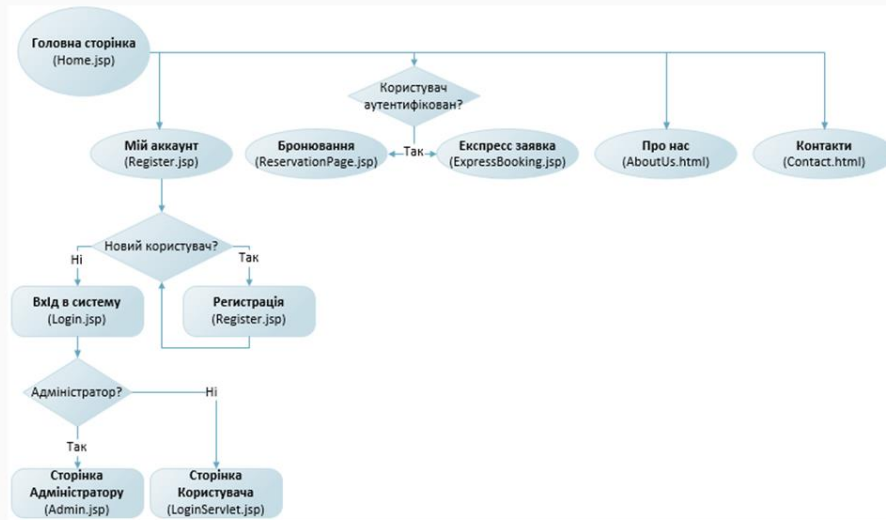 Головна сторінка
(Home.jsp)
Користувач
аутентифікован?
Мій аккаунт
(Register.jsp)
Бронювання
(ReservationPage.jsp)
Так
Експресс заявка
(ExpressBooking.jsp)
Про нас
(AboutUs.html)
Контакти
(Contact.html)
Новий користувач?
Ні
Так
Вхід в систему
(Login.jsp)
Регистрація
(Register.jsp)
Адміністратор?
Ні
Так
Сторінка
Адміністратору
(Admin.jsp)
Сторінка
Користувача
(LoginServlet.jsp)